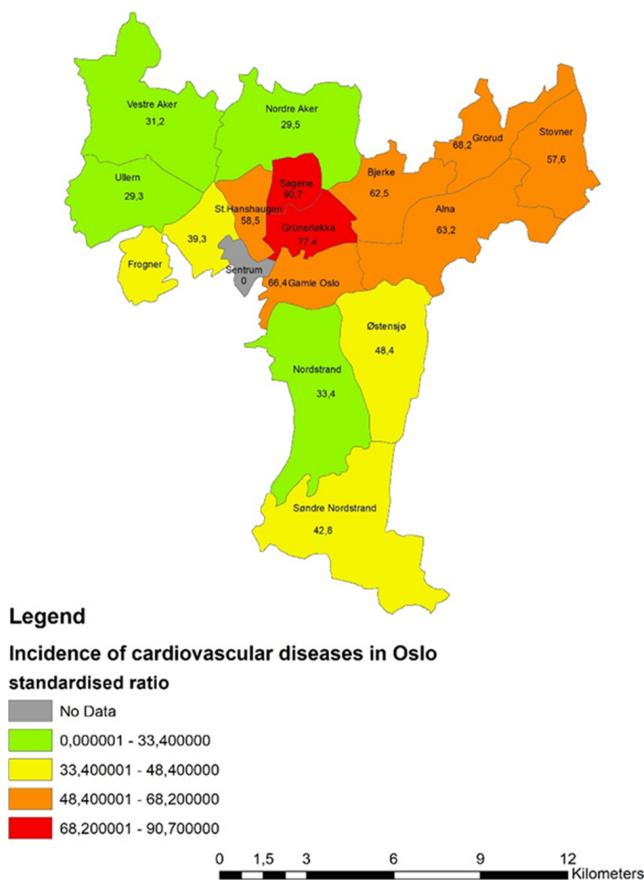 Vestre Aker
31,2
Nordre Aker
29,5
Stovner
57,6
Grorud
68,2
Ullern
29,3
Sagene
90,7
Bjerke
62,5
Alna
63,2
St.Hanshaugen
58,5
Grünerløkka
77,4
39,3
Frogner
Sentrum
0
66,4 Gamle Oslo
Østensjø
48,4
Nordstrand
33,4
Søndre Nordstrand
42,8
Legend
Incidence of cardiovascular diseases in Oslo
standardised ratio
No Data
0,000001 - 33,400000
33,400001 - 48,400000
48,400001 - 68,200000
68,200001 - 90,700000
0 1,5 3 6 9 12
Kilometers